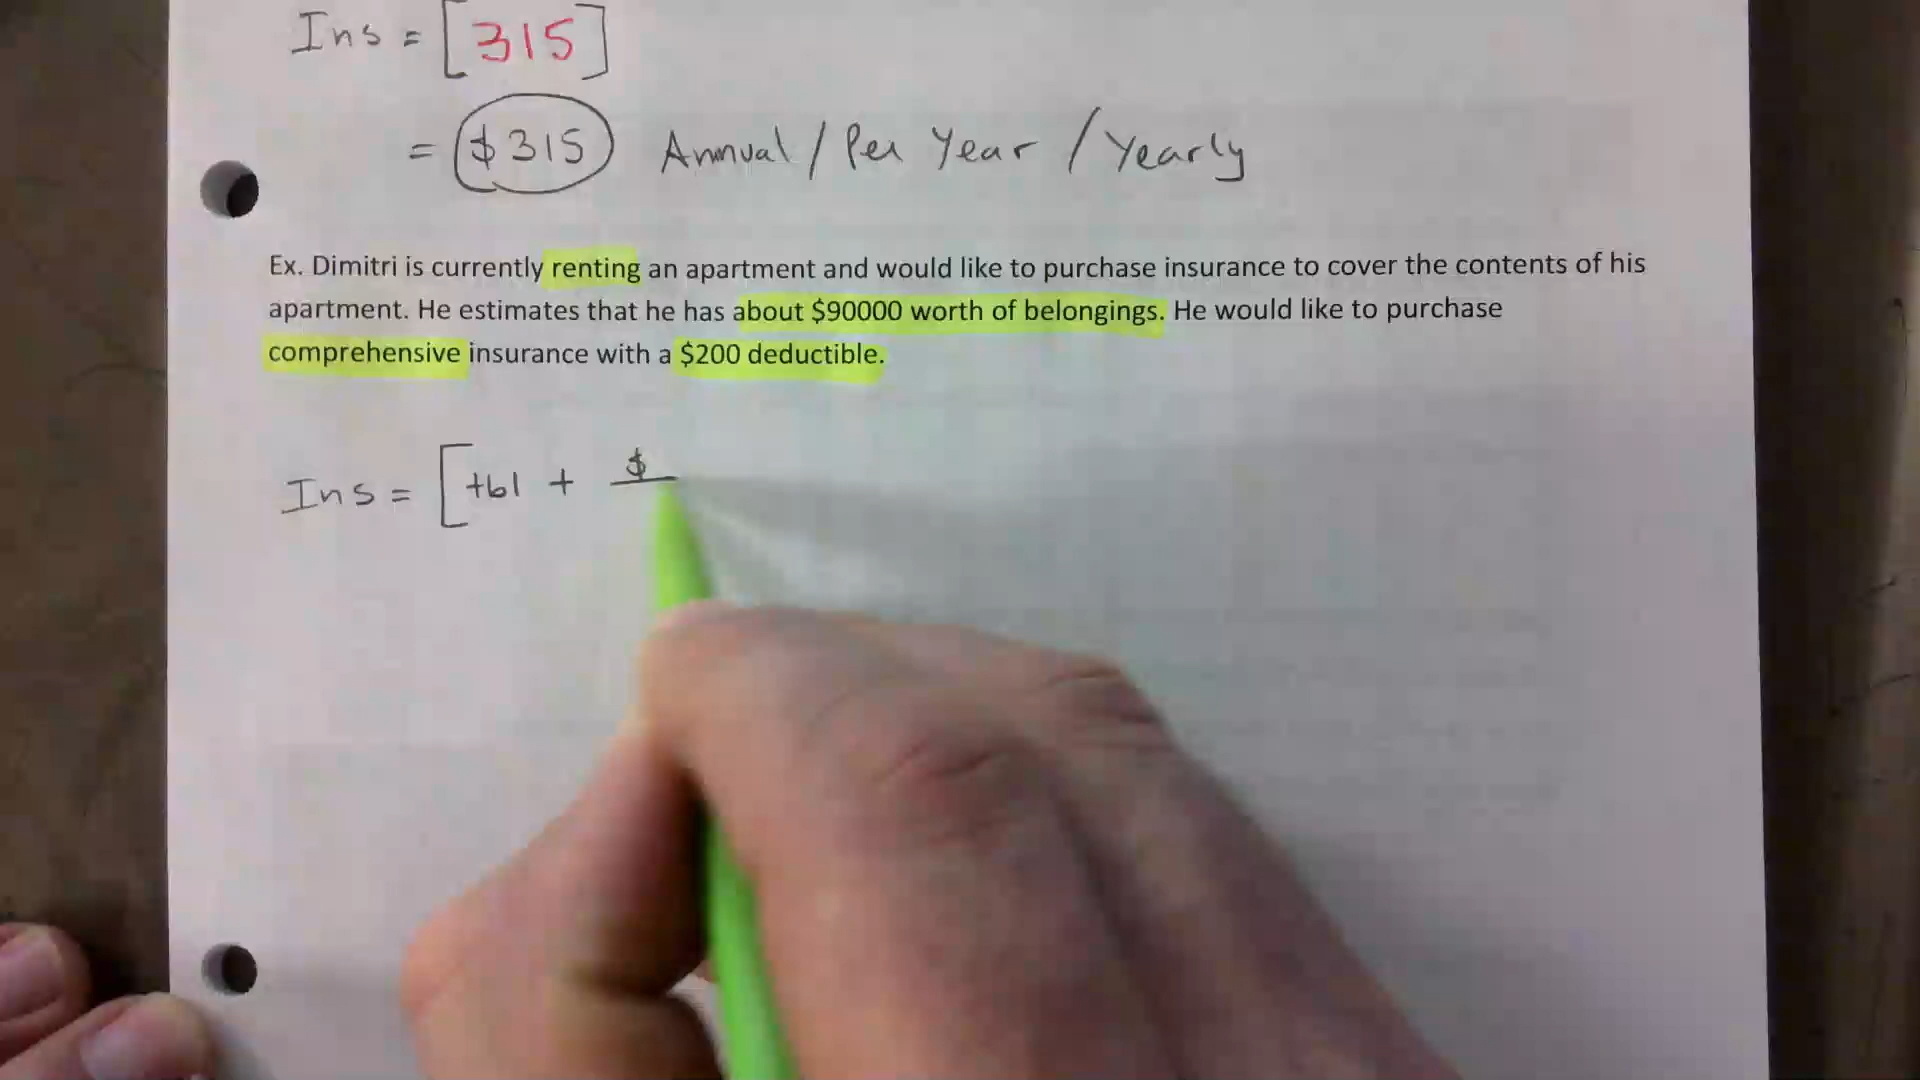 Ins = [315]
= $315 Annual / Per Year / Yearly
Ex. Dimitri is currently renting an apartment and would like to purchase insurance to cover the contents of his
apartment. He estimates that he has about $90000 worth of belongings. He would like to purchase
comprehensive insurance with a $200 deductible.
Ins = [tbl + $